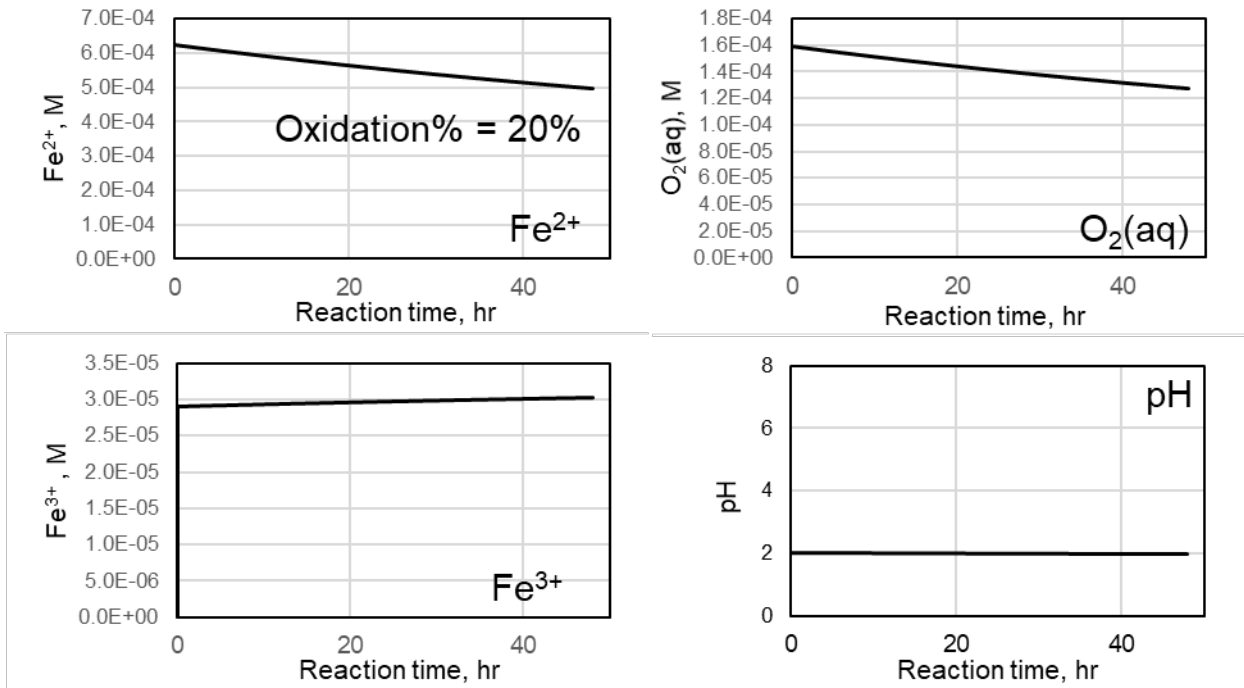 7.0E-04
6.0E-04
5.0E-04
4.0E-04
3.0E-04
2.0E-04
1.0E-04
0.0E+00
Fe²⁺, M
Oxidation% = 20%
Fe²⁺
0 20 40
Reaction time, hr
1.8E-04
1.6E-04
1.4E-04
1.2E-04
1.0E-04
8.0E-05
6.0E-05
4.0E-05
2.0E-05
0.0E+00
O₂(aq), M
O₂(aq)
0 20 40
Reaction time, hr
3.5E-05
3.0E-05
2.5E-05
2.0E-05
1.5E-05
1.0E-05
5.0E-06
0.0E+00
Fe³⁺ , M
Fe³⁺
0 20 40
Reaction time, hr
8
6
4
2
0
pH
pH
0 20 40
Reaction time, hr